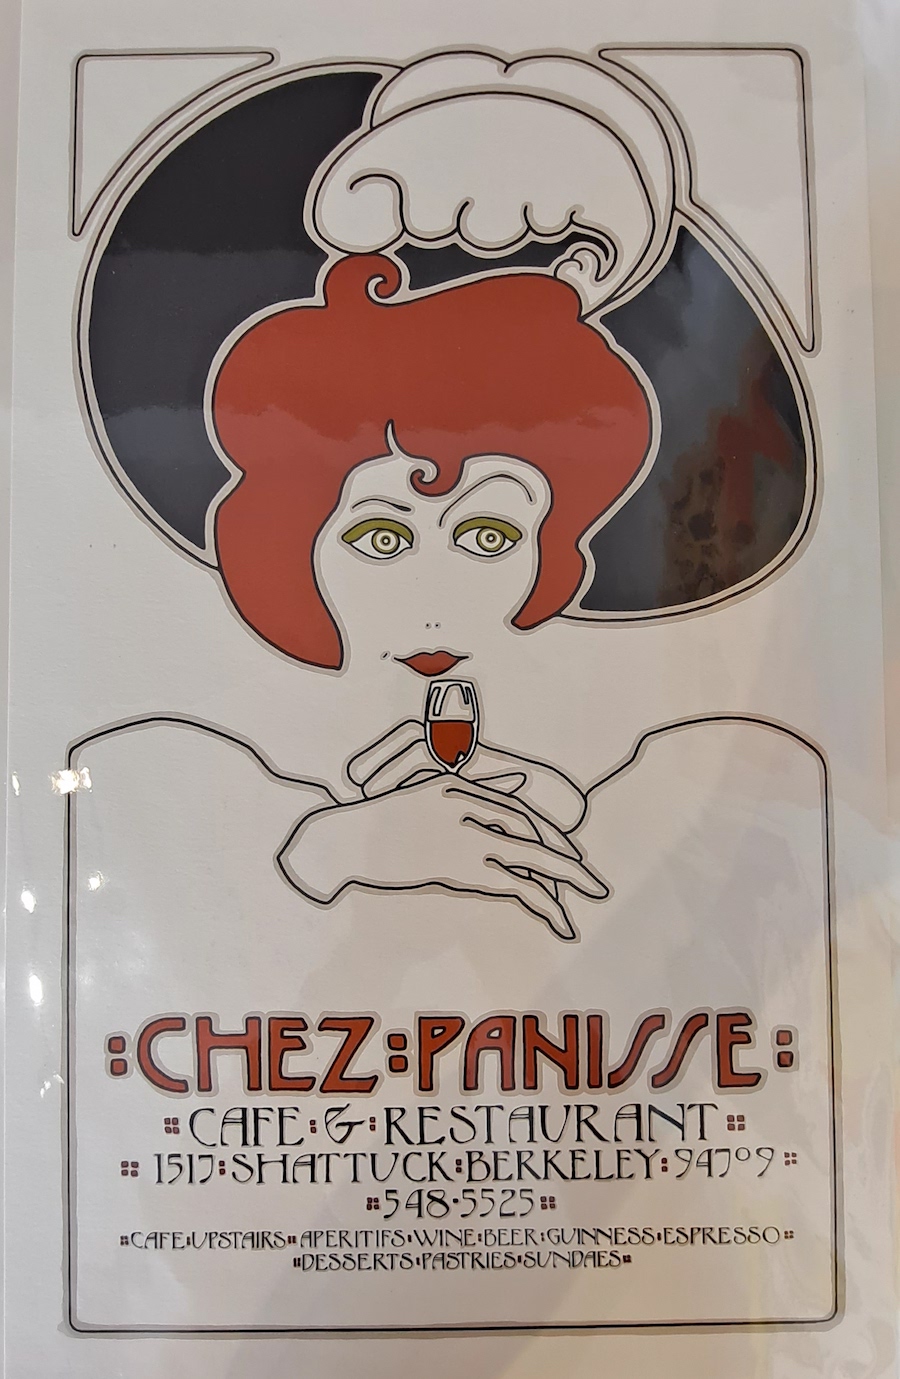 :CHEZ:PANISSE:
CAFE:&:RESTAURANT
1517:SHATTUCK:BERKELEY:94709
548·5525
CAFE·UPSTAIRS·APERITIFS·WINE·BEER·GUINNESS·ESPRESSO
DESSERTS·PASTRIES·SUNDAES